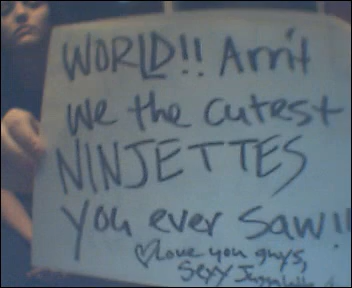 WORLD!! Arn't
we the cutest
NINJETTES
you ever saw!!
♡Love you guys,
Sexy